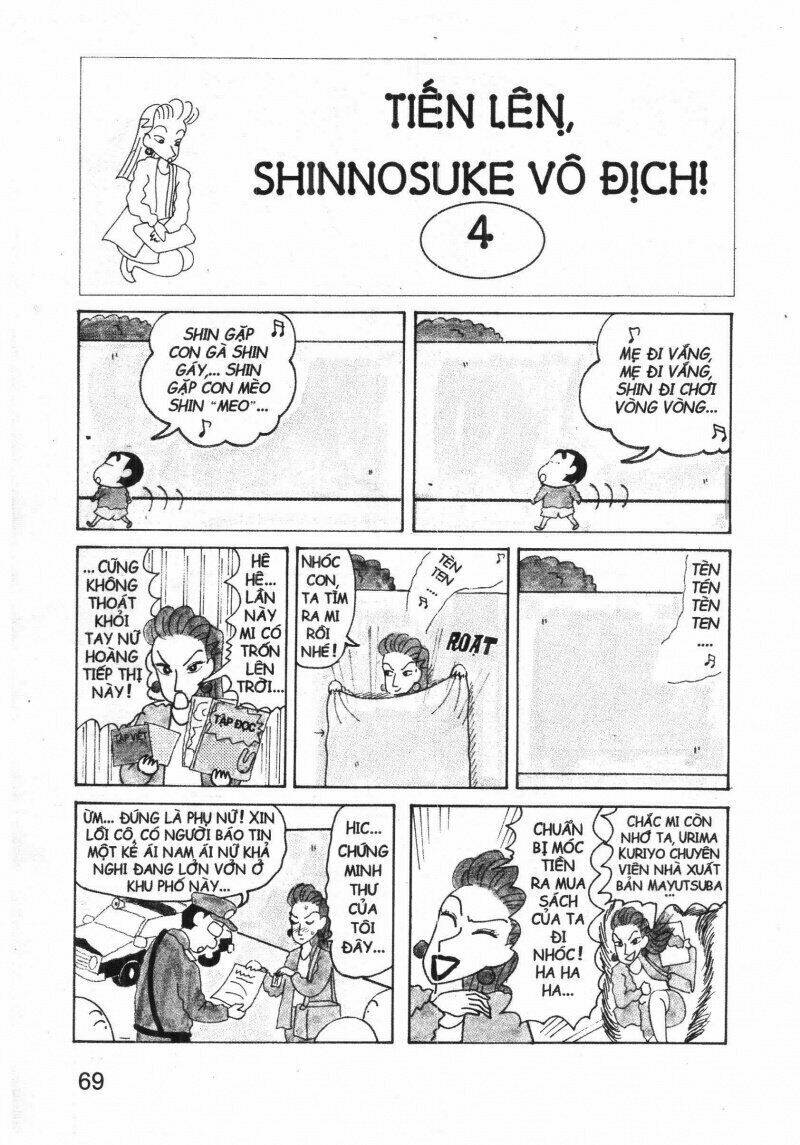 TIẾN LÊN,
SHINNOSUKE VÔ ĐỊCH!
4
MẸ ĐI VẮNG,
MẸ ĐI VẮNG,
SHIN ĐI CHƠI
VÒNG VÒNG...
SHIN GẶP
CON GÀ SHIN
GÁY,... SHIN
GẶP CON MÈO
SHIN "MEO"...
TÈN
TÉN
TÈN
TEN
....
TÈN
TEN
....
ROẠT
NHÓC
CON,
TA TÌM
RA MI
RỒI
NHÉ!
HÊ
HÊ...
LẦN
NÀY
MI CÓ
TRỐN
LÊN
TRỜI...
... CŨNG
KHÔNG
THOÁT
KHỎI
TAY NỮ
HOÀNG
TIẾP THỊ
NÀY!
TẬP VIẾT
TẬP ĐỌC
CHẮC MI CÒN
NHỚ TA, URIMA
KURIYO CHUYÊN
VIÊN NHÀ XUẤT
BẢN MAYUTSUBA
...
CHUẨN
BỊ MÓC
TIỀN
RA MUA
SÁCH
CỦA TA
ĐI
NHÓC!
HA HA
HA...
HIC...
CHỨNG
MINH
THƯ
CỦA
TÔI
ĐÂY...
ỪM... ĐÚNG LÀ PHỤ NỮ! XIN
LỖI CÔ, CÓ NGƯỜI BÁO TIN
MỘT KẺ ÁI NAM ÁI NỮ KHẢ
NGHI ĐANG LỞN VỞN Ở
KHU PHỐ NÀY...
69